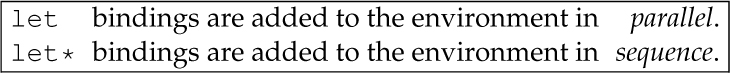 let bindings are added to the environment in parallel.
let* bindings are added to the environment in sequence.